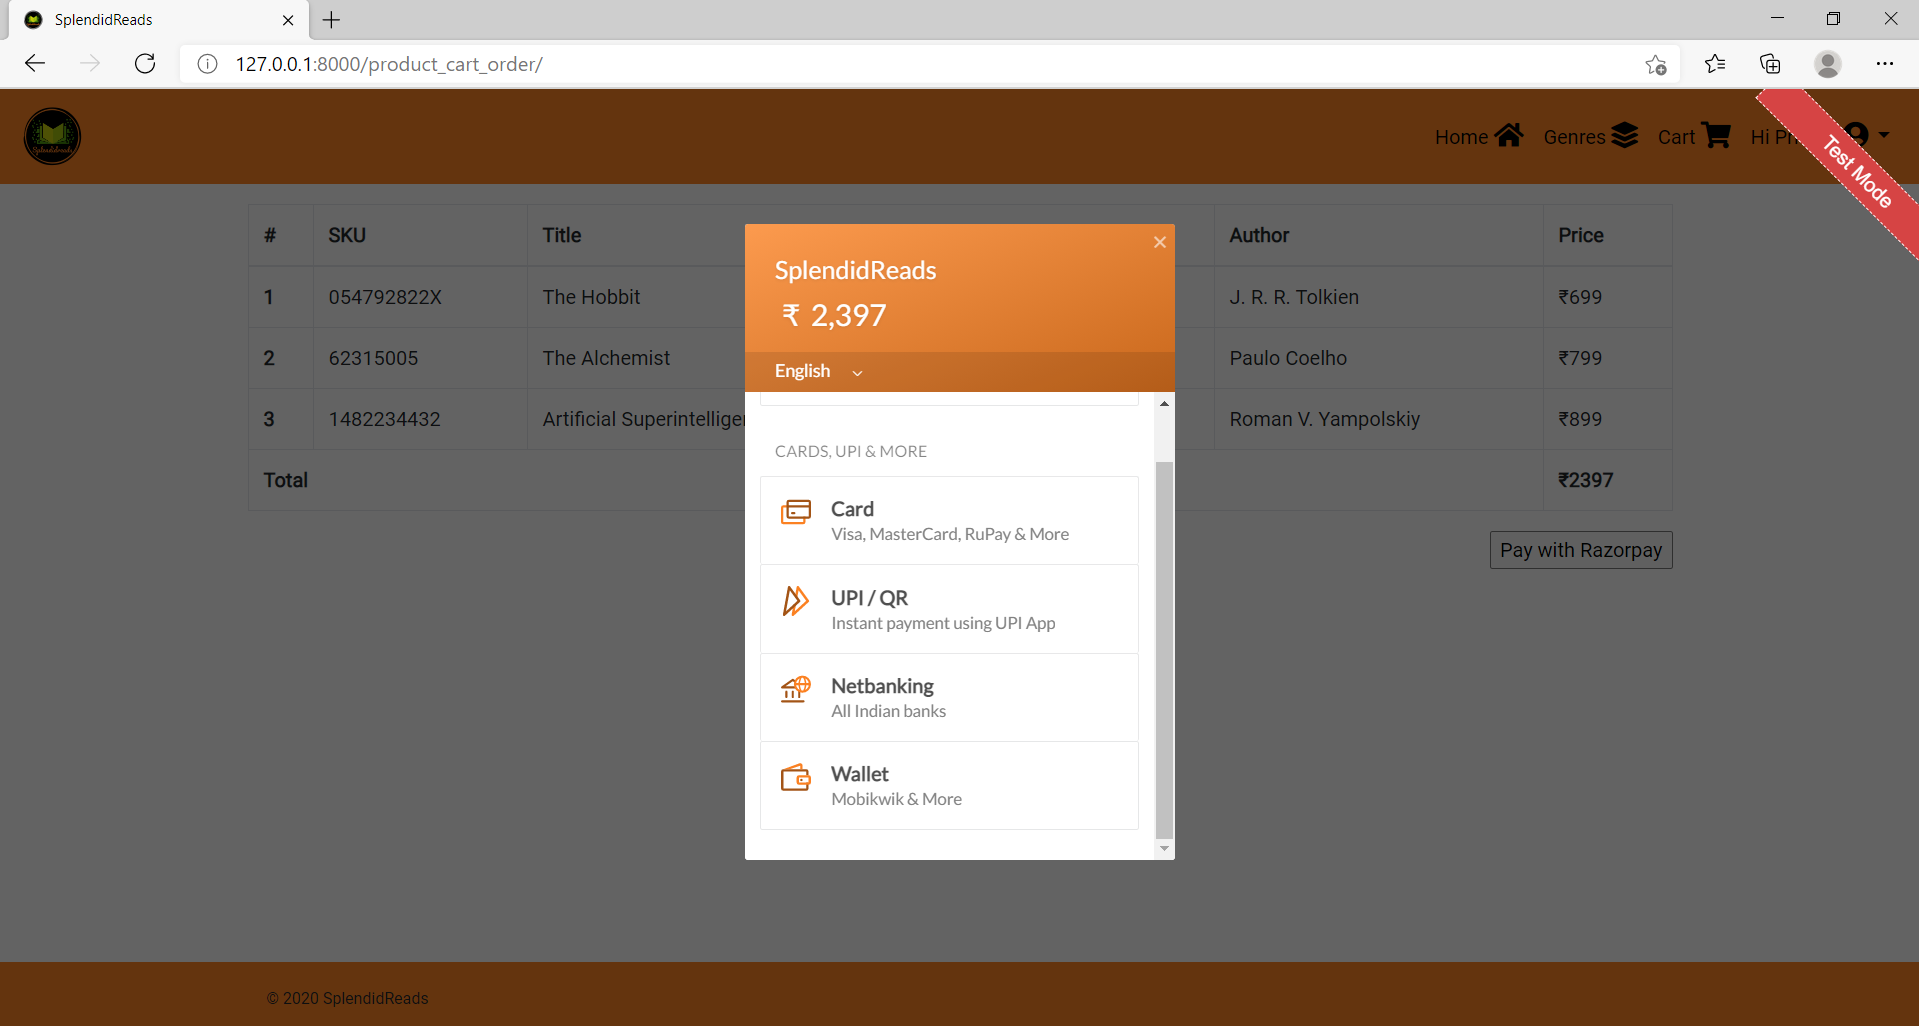 SplendidReads
127.0.0.1:8000/product_cart_order/
Splendidreads
Home Genres Cart Hi
Test Mode
# SKU Title Author Price
1 054792822X The Hobbit J. R. R. Tolkien ₹699
2 62315005 The Alchemist Paulo Coelho ₹799
3 1482234432 Artificial Roman V. Yampolskiy ₹899
Total ₹2397
Pay with Razorpay
SplendidReads
₹ 2,397
English
CARDS, UPI & MORE
Card
Visa, MasterCard, RuPay & More
UPI / QR
Instant payment using UPI App
Netbanking
All Indian banks
Wallet
Mobikwik & More
© 2020 SplendidReads